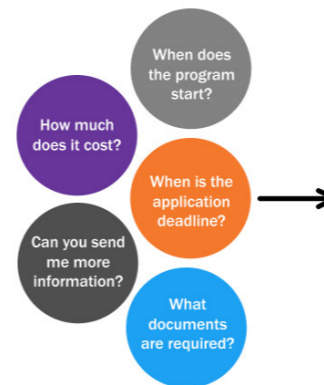 When does
the program
start?
How much
does it cost?
When is the
application
deadline?
Can you send
me more
information?
What
documents
are required?